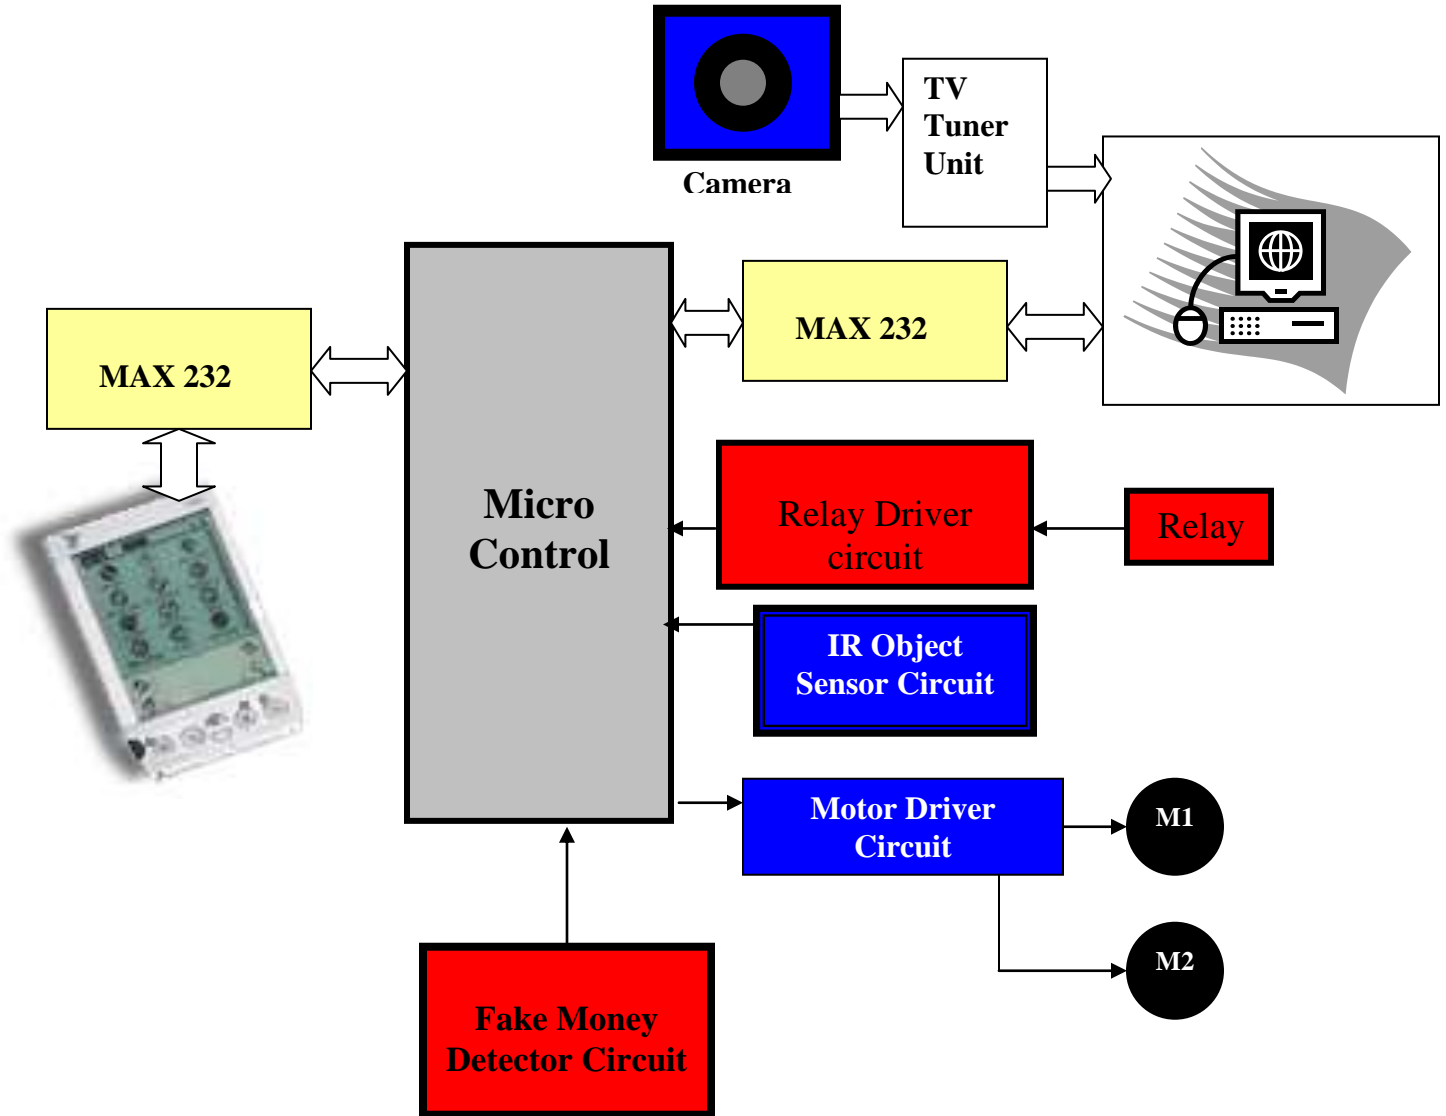 TV
Tuner
Unit
Camera
MAX 232
MAX 232
Micro
Control
Relay Driver
circuit
Relay
IR Object
Sensor Circuit
Motor Driver
Circuit
M1
M2
Fake Money
Detector Circuit